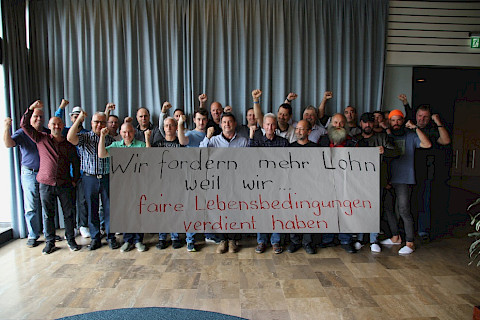 Wir fordern mehr Lohn
weil wir...
faire Lebensbedingungen
verdient haben